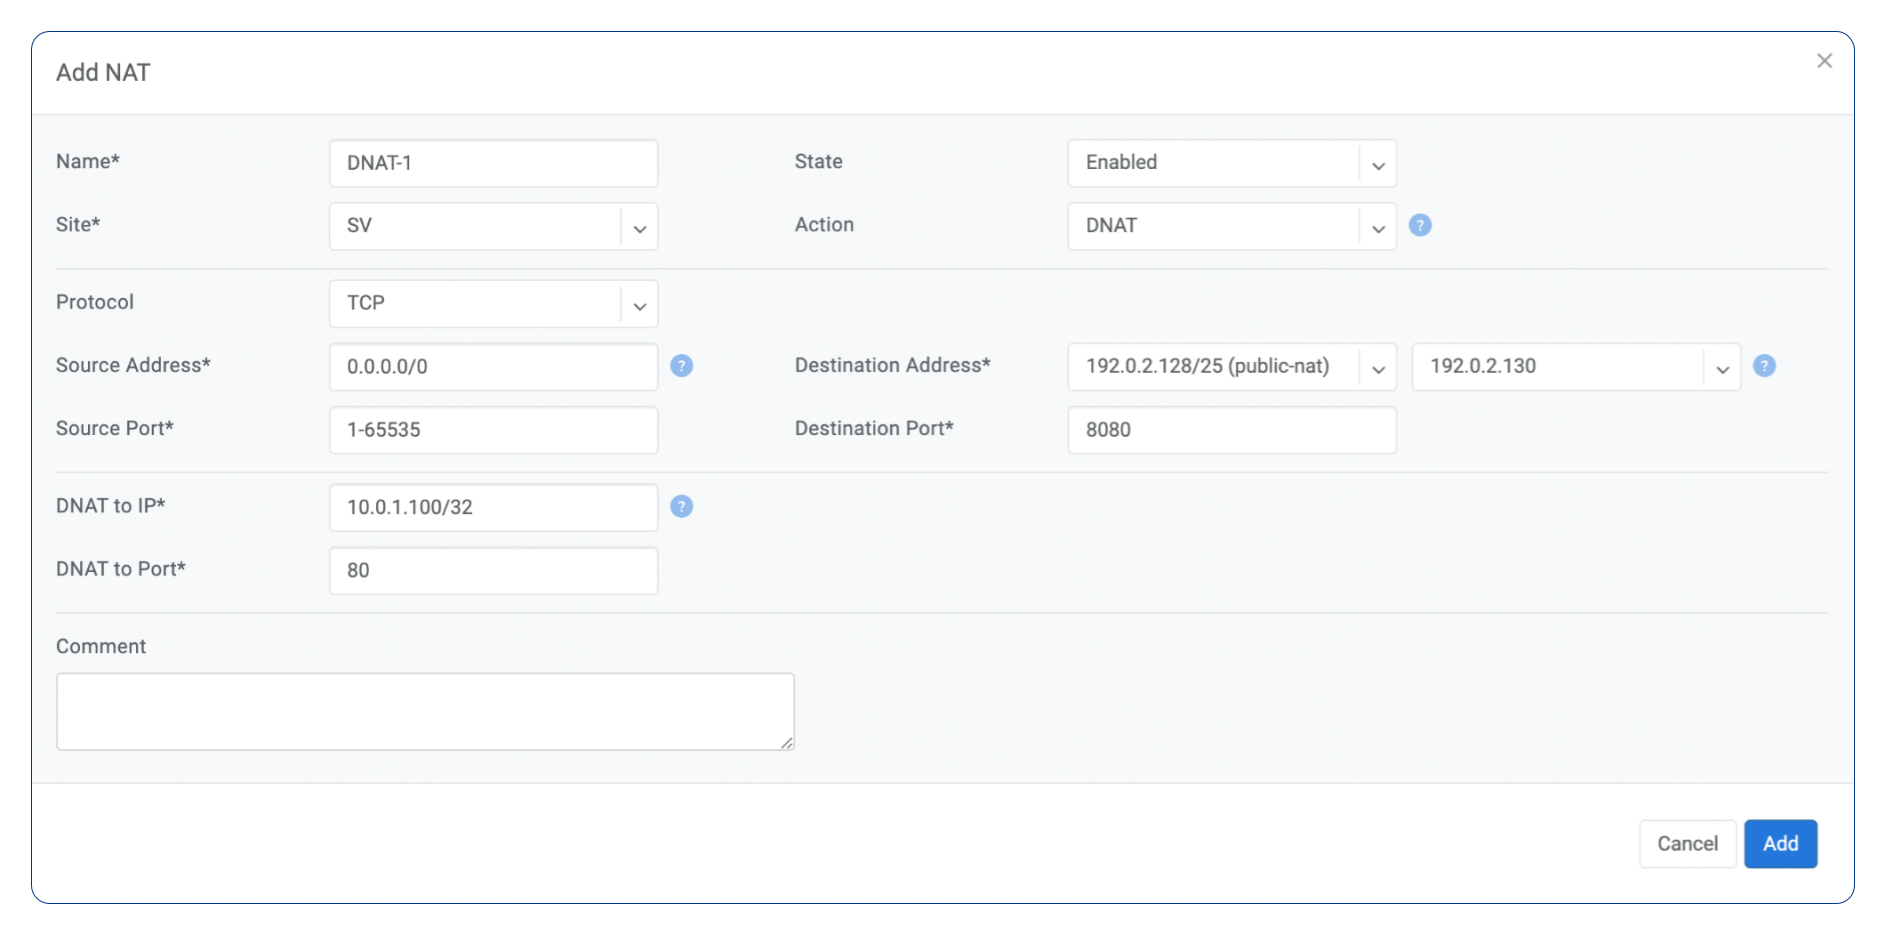 Add NAT
Name* DNAT-1 State Enabled
Site* SV Action DNAT ?
Protocol TCP
Source Address* 0.0.0.0/0 ? Destination Address* 192.0.2.128/25 (public-nat) 192.0.2.130 ?
Source Port* 1-65535 Destination Port* 8080
DNAT to IP* 10.0.1.100/32 ?
DNAT to Port* 80
Comment
Cancel Add